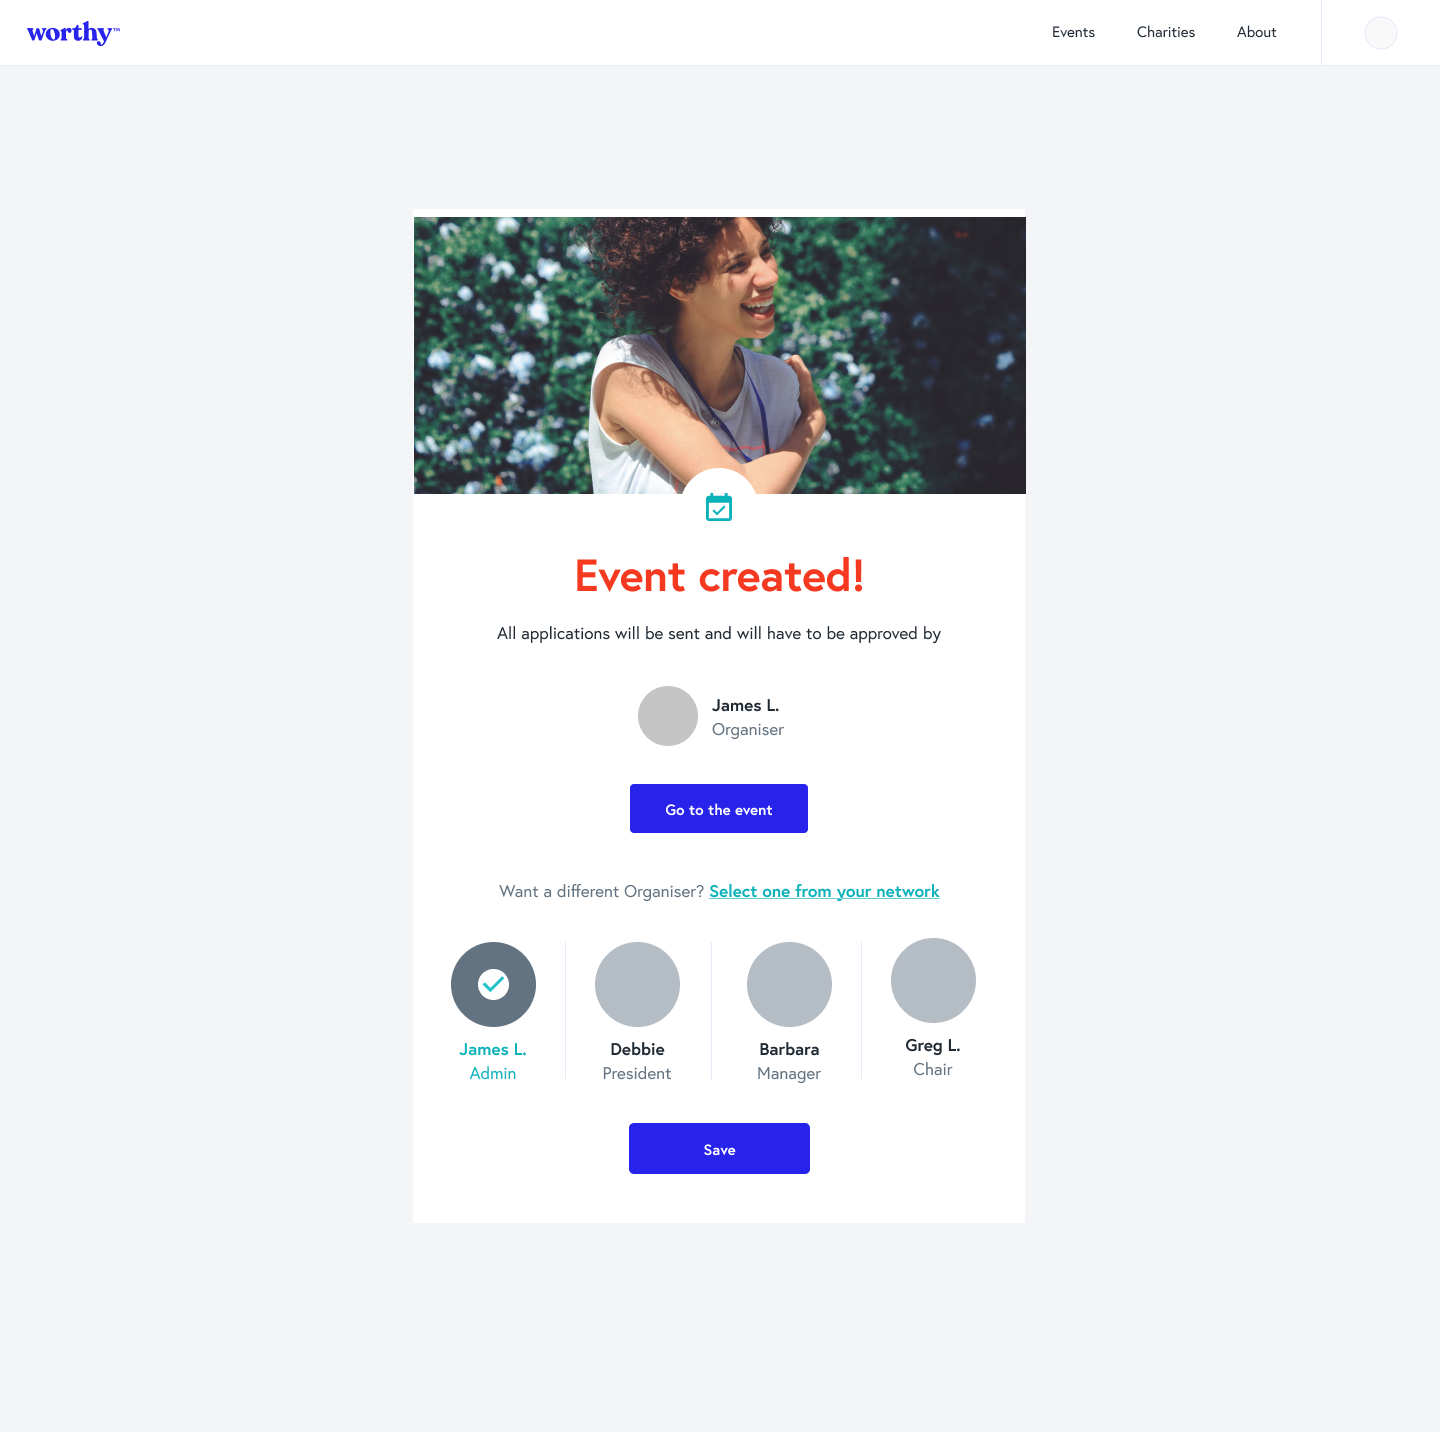 worthy™
Events
Charities
About
Event created!
All applications will be sent and will have to be approved by
James L.
Organiser
Go to the event
Want a different Organiser? Select one from your network
James L.
Admin
Debbie
President
Barbara
Manager
Greg L.
Chair
Save